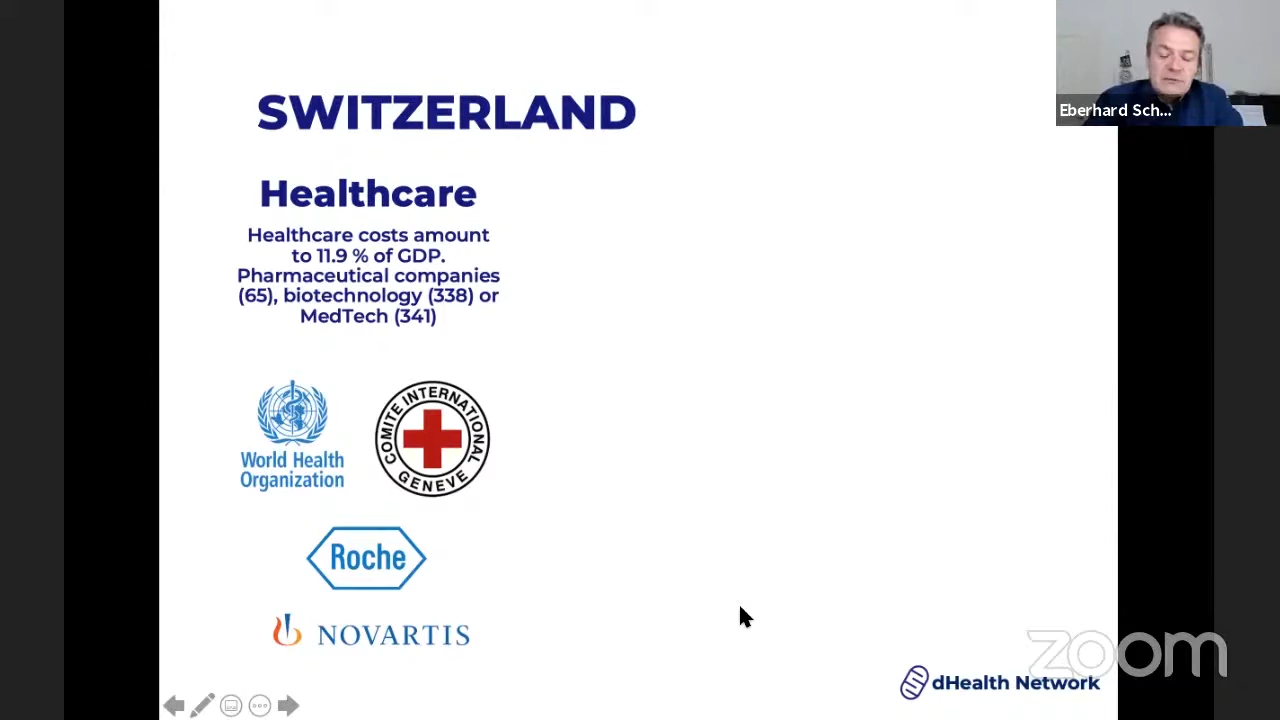 SWITZERLAND
Healthcare
Healthcare costs amount
to 11.9 % of GDP.
Pharmaceutical companies
(65), biotechnology (338) or
MedTech (341)
World Health
Organization
COMITE INTERNATIONAL
GENEVE
Roche
NOVARTIS
dHealth Network
zoom
Eberhard Sch...